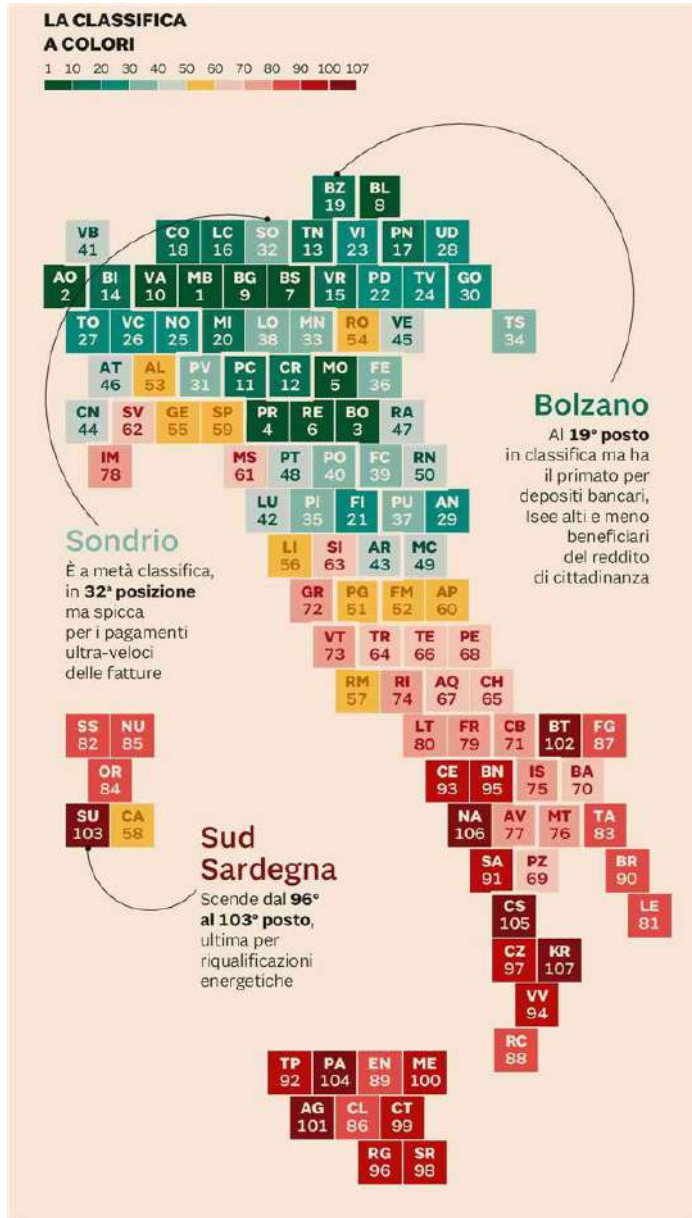 LA CLASSIFICA
A COLORI
1 10 20 30 40 50 60 70 80 90 100 107
BZ BL
19 8
VB CO LC SO TN VI PN UD
41 18 16 32 13 23 17 28
AO BI VA MB BG BS VR PD TV GO
2 14 10 1 9 7 15 22 24 30
TO VC NO MI LO MN RO VE TS
27 26 25 20 38 33 54 45 34
AT AL PV PC CR MO FE
46 53 31 11 12 5 36
CN SV GE SP PR RE BO RA
44 62 55 59 4 6 3 47
IM MS PT PO FC RN
78 61 48 40 39 50
LU PI FI PU AN
42 35 21 37 29
LI SI AR MC
56 63 43 49
GR PG FM AP
72 51 52 60
VT TR TE PE
73 64 66 68
RM RI AQ CH
57 74 67 65
SS NU LT FR CB BT FG
82 85 80 79 71 102 87
OR CE BN IS BA
84 93 95 75 70
SU CA NA AV MT TA
103 58 106 77 76 83
SA PZ BR
91 69 90
CS LE
105 81
CZ KR
97 107
VV
94
RC
88
TP PA EN ME
92 104 89 100
AG CL CT
101 86 99
RG SR
96 98
Bolzano
Al 19° posto
in classifica ma ha
il primato per
depositi bancari,
Isee alti e meno
beneficiari
del reddito
di cittadinanza
Sondrio
È a metà classifica,
in 32ª posizione
ma spicca
per i pagamenti
ultra-veloci
delle fatture
Sud
Sardegna
Scende dal 96°
al 103° posto,
ultima per
riqualificazioni
energetiche